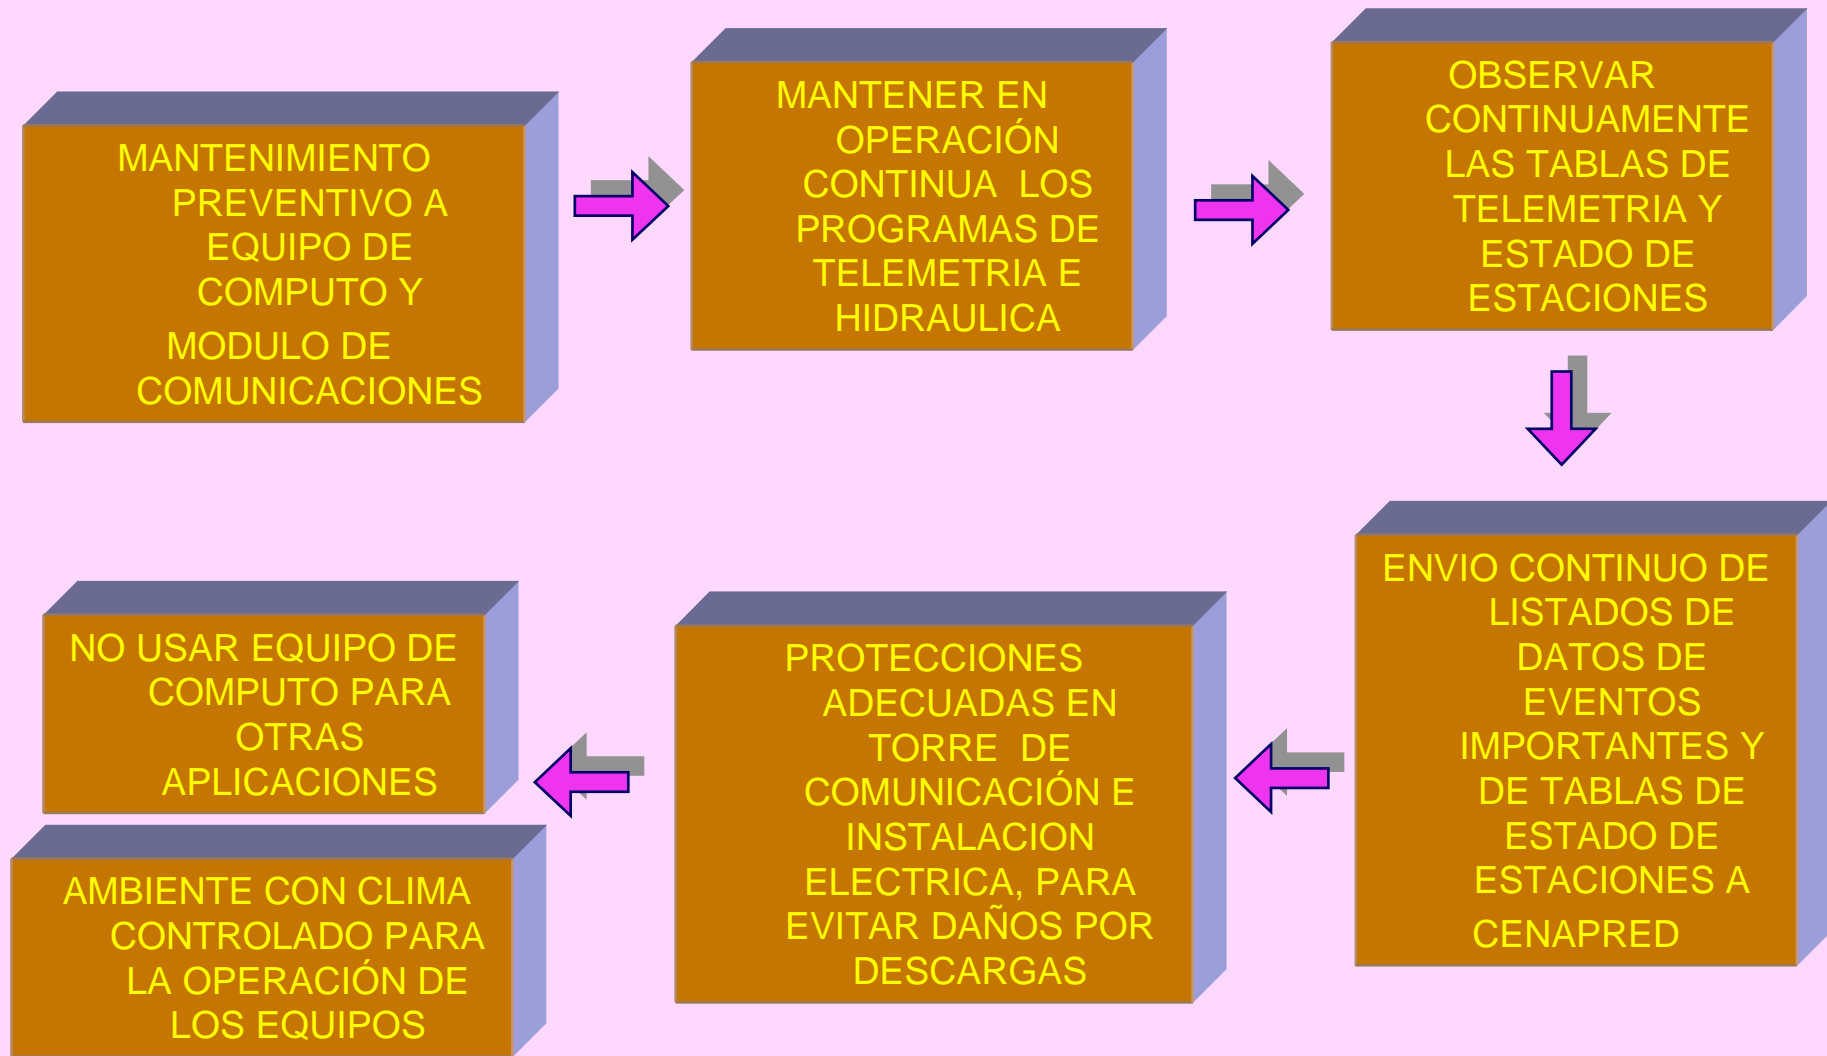 MANTENIMIENTO
PREVENTIVO A
EQUIPO DE
COMPUTO Y
MODULO DE
COMUNICACIONES
MANTENER EN
OPERACIÓN
CONTINUA LOS
PROGRAMAS DE
TELEMETRIA E
HIDRAULICA
OBSERVAR
CONTINUAMENTE
LAS TABLAS DE
TELEMETRIA Y
ESTADO DE
ESTACIONES
ENVIO CONTINUO DE
LISTADOS DE
DATOS DE
EVENTOS
IMPORTANTES Y
DE TABLAS DE
ESTADO DE
ESTACIONES A
CENAPRED
PROTECCIONES
ADECUADAS EN
TORRE DE
COMUNICACIÓN E
INSTALACION
ELECTRICA, PARA
EVITAR DAÑOS POR
DESCARGAS
NO USAR EQUIPO DE
COMPUTO PARA
OTRAS
APLICACIONES
AMBIENTE CON CLIMA
CONTROLADO PARA
LA OPERACIÓN DE
LOS EQUIPOS